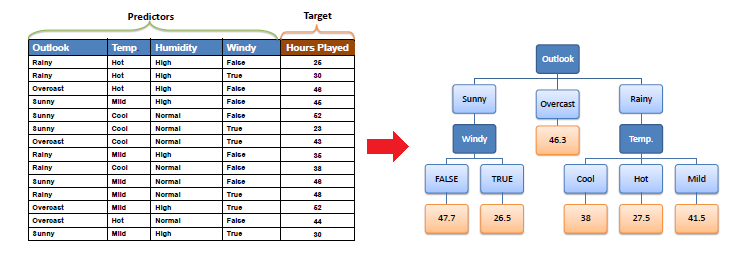 Predictors Target
Outlook Temp Humidity Windy Hours Played
Rainy Hot High False 25
Rainy Hot High True 30
Overcast Hot High False 46
Sunny Mild High False 45
Sunny Cool Normal False 52
Sunny Cool Normal True 23
Overcast Cool Normal True 43
Rainy Mild High False 35
Rainy Cool Normal False 38
Sunny Mild Normal False 46
Rainy Mild Normal True 48
Overcast Mild High True 52
Overcast Hot Normal False 44
Sunny Mild High True 30
Outlook
Sunny Overcast Rainy
Windy 46.3 Temp.
FALSE TRUE Cool Hot Mild
47.7 26.5 38 27.5 41.5